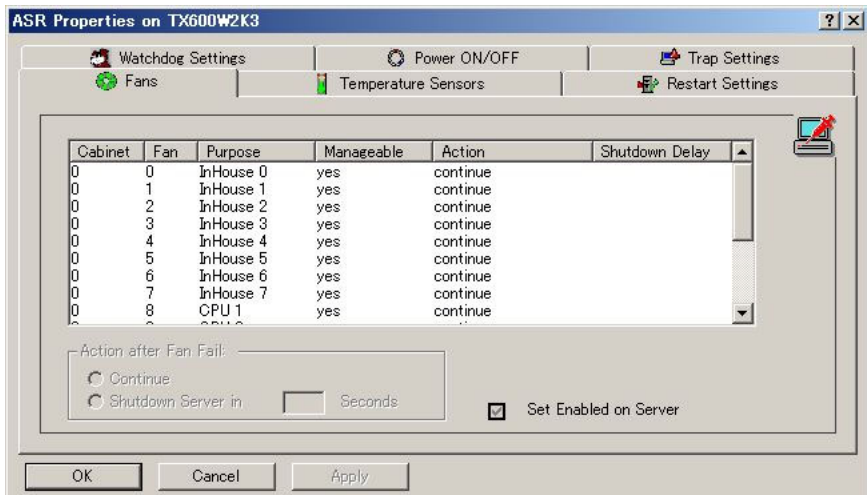 ASR Properties on TX600W2K3
Watchdog Settings
Power ON/OFF
Trap Settings
Fans
Temperature Sensors
Restart Settings
Cabinet Fan Purpose Manageable Action Shutdown Delay
0 0 InHouse 0 yes continue
0 1 InHouse 1 yes continue
0 2 InHouse 2 yes continue
0 3 InHouse 3 yes continue
0 4 InHouse 4 yes continue
0 5 InHouse 5 yes continue
0 6 InHouse 6 yes continue
0 7 InHouse 7 yes continue
0 8 CPU 1 yes continue
Action after Fan Fail:
Continue
Shutdown Server in Seconds
Set Enabled on Server
OK Cancel Apply